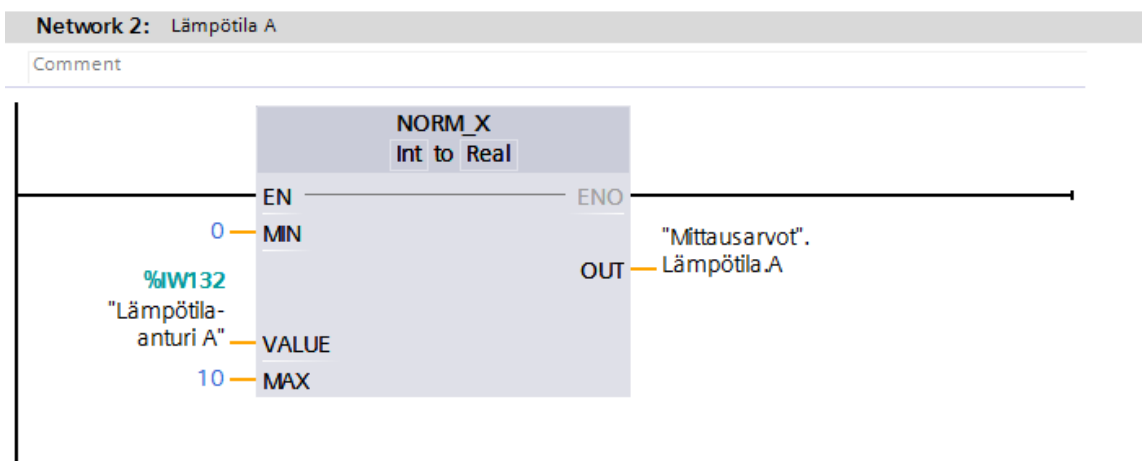 Network 2: Lämpötila A
Comment
NORM_X
Int to Real
EN ENO
0 MIN
"Mittausarvot".
OUT Lämpötila.A
%IW132
"Lämpötila-
anturi A" VALUE
10 MAX